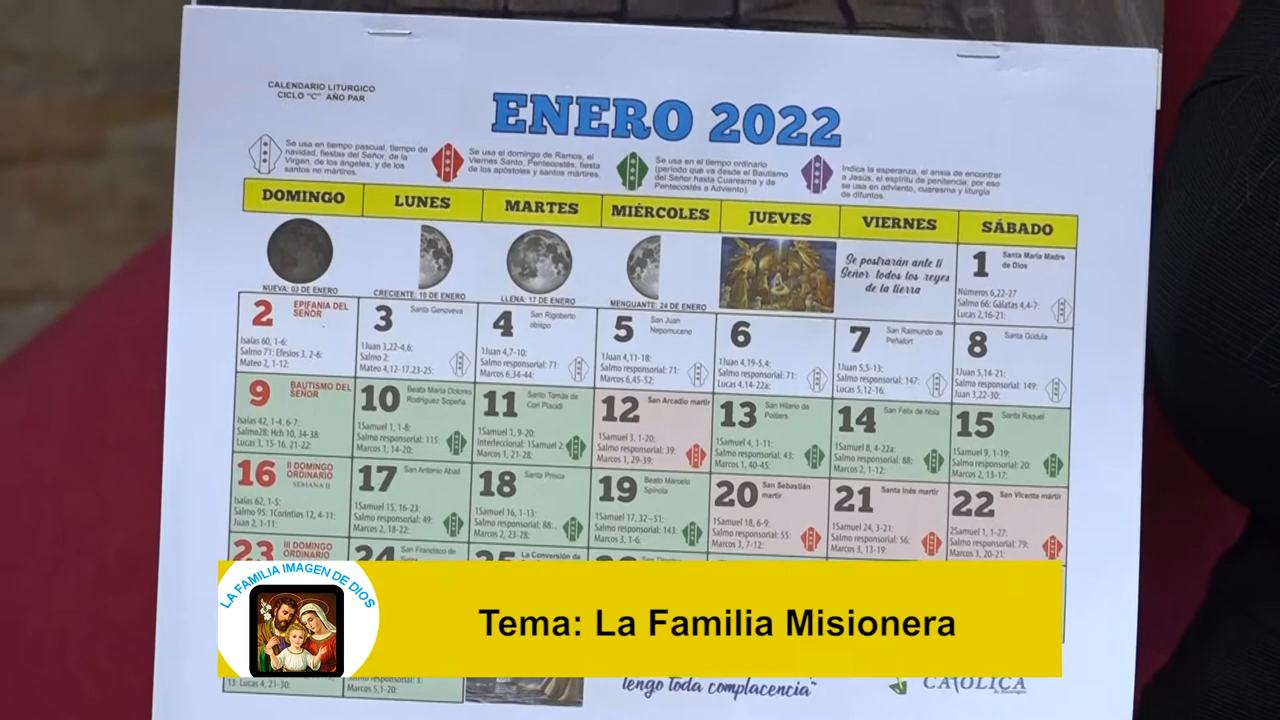 CALENDARIO LITURGICO
CICLO "C" AÑO PAR
ENERO 2022
Se usa en tiempo pascual, tiempo de
navidad, fiestas del Señor, de la
Virgen, de los ángeles, y de los
santos no mártires.
Se usa el domingo de Ramos, el
Viernes Santo, Pentecostés, fiesta
de los apóstoles y santos mártires.
Se usa en el tiempo ordinario
(período que va desde el Bautismo
del Señor hasta Cuaresma y de
Pentecostés a Adviento).
Indica la esperanza, el ansia de encontrar
a Jesús, el espíritu de penitencia, por eso
se usa en adviento, cuaresma y liturgia
de difuntos.
DOMINGO LUNES MARTES MIÉRCOLES JUEVES VIERNES SÁBADO
NUEVA: 03 DE ENERO
CRECIENTE: 10 DE ENERO
LLENA: 17 DE ENERO
MENGUANTE: 24 DE ENERO
Se postrarán ante ti
Señor todos los reyes
de la tierra
1 Santa María Madre
de Dios
Números 6,22-27
Salmo 66: Gálatas 4,4-7:
Lucas 2,16-21:
2 EPIFANIA DEL
SEÑOR
Isaías 60, 1-6:
Salmo 71: Efesios 3, 2-6:
Mateo 2, 1-12:
3 Santa Genoveva
1Juan 3,22-4,6:
Salmo 2:
Mateo 4,12-17.23-25:
4 San Rigoberto
obispo
1Juan 4,7-10:
Salmo responsorial: 71:
Marcos 6,34-44:
5 San Juan
Nepomuceno
1Juan 4,11-18:
Salmo responsorial: 71:
Marcos 6,45-52:
6
1Juan 4,19-5,4:
Salmo responsorial: 71:
Lucas 4,14-22a:
7 San Raimundo de
Peñafort
1Juan 5,5-13:
Salmo responsorial: 147:
Lucas 5,12-16:
8 Santa Gúdula
1Juan 5,14-21:
Salmo responsorial: 149:
Juan 3,22-30:
9 BAUTISMO DEL
SEÑOR
Isaías 42, 1-4. 6-7:
Salmo28: Hch 10, 34-38:
Lucas 3, 15-16. 21-22:
10 Beata María Dolores
Rodríguez Sopeña
1Samuel 1, 1-8:
Salmo responsorial: 115:
Marcos 1, 14-20:
11 Santo Tomás de
Cori Placidi
1Samuel 1, 9-20:
Interleccional: 1Samuel 2:
Marcos 1, 21-28:
12 San Arcadio martir
1Samuel 3, 1-20:
Salmo responsorial: 39:
Marcos 1, 29-39:
13 San Hilario de
Poitiers
1Samuel 4, 1-11:
Salmo responsorial: 43:
Marcos 1, 40-45:
14 San Félix de Nola
1Samuel 8, 4-22a:
Salmo responsorial: 88:
Marcos 2, 1-12:
15 Santa Raquel
1Samuel 9, 1-19:
Salmo responsorial: 20:
Marcos 2, 13-17:
16 II DOMINGO
ORDINARIO
SEMANA II
Isaías 62, 1-5:
Salmo 95: 1Corintios 12, 4-11:
Juan 2, 1-11:
17 San Antonio Abad
1Samuel 15, 16-23:
Salmo responsorial: 49:
Marcos 2, 18-22:
18 Santa Prisca
1Samuel 16, 1-13:
Salmo responsorial: 88:.
Marcos 2, 23-28:
19 Beato Marcelo
Spínola
1Samuel 17, 32-51:
Salmo responsorial: 143:
Marcos 3, 1-6:
20 San Sebastián
martir
1Samuel 18, 6-9:
Salmo responsorial: 55:
Marcos 3, 7-12:
21 Santa Inés martir
1Samuel 24, 3-21:
Salmo responsorial: 56:
Marcos 3, 13-19:
22 San Vicente mártir
2Samuel 1, 1-27:
Salmo responsorial: 79:
Marcos 3, 20-21:
23 III DOMINGO
ORDINARIO
24 San Francisco de
25 La Conversión de
LA FAMILIA IMAGEN DE DIOS
Tema: La Familia Misionera
13: Lucas 4, 21-30:
responsorial: 3:
Marcos 5,1-20:
Tengo toda complacencia"
CATOLICA